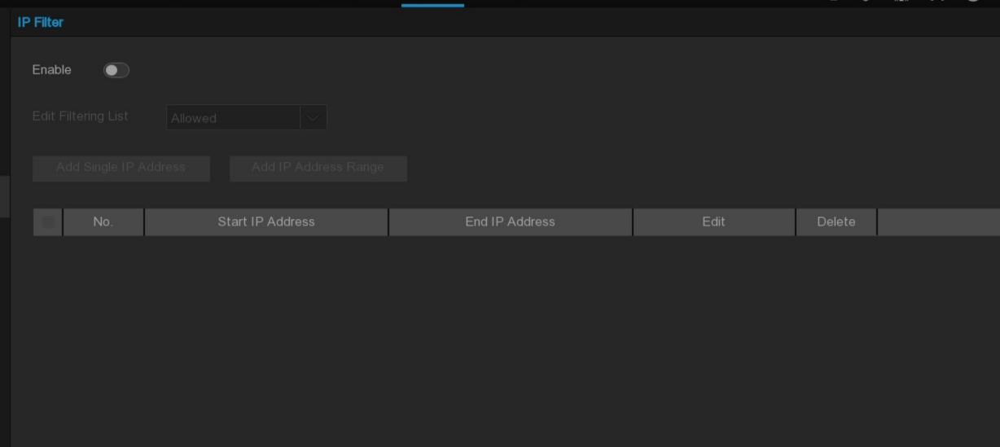 IP Filter
Enable
Edit Filtering List Allowed
Add Single IP Address Add IP Address Range
No. Start IP Address End IP Address Edit Delete